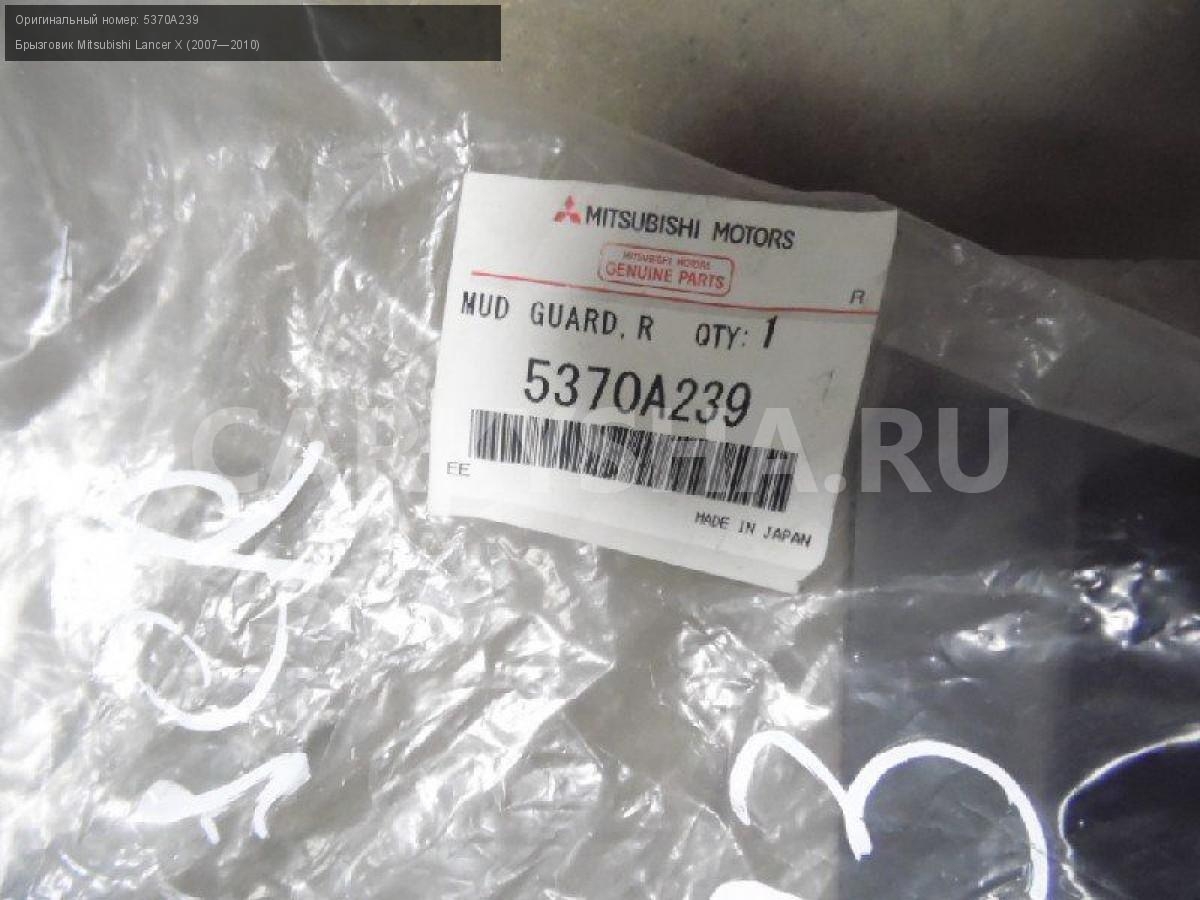 Оригинальный номер: 5370A239
Брызговик Mitsubishi Lancer X (2007—2010)
MITSUBISHI MOTORS
MITSUBISHI MOTORS
GENUINE PARTS
R
MUD GUARD,R QTY: 1
5370A239
EE
MADE IN JAPAN